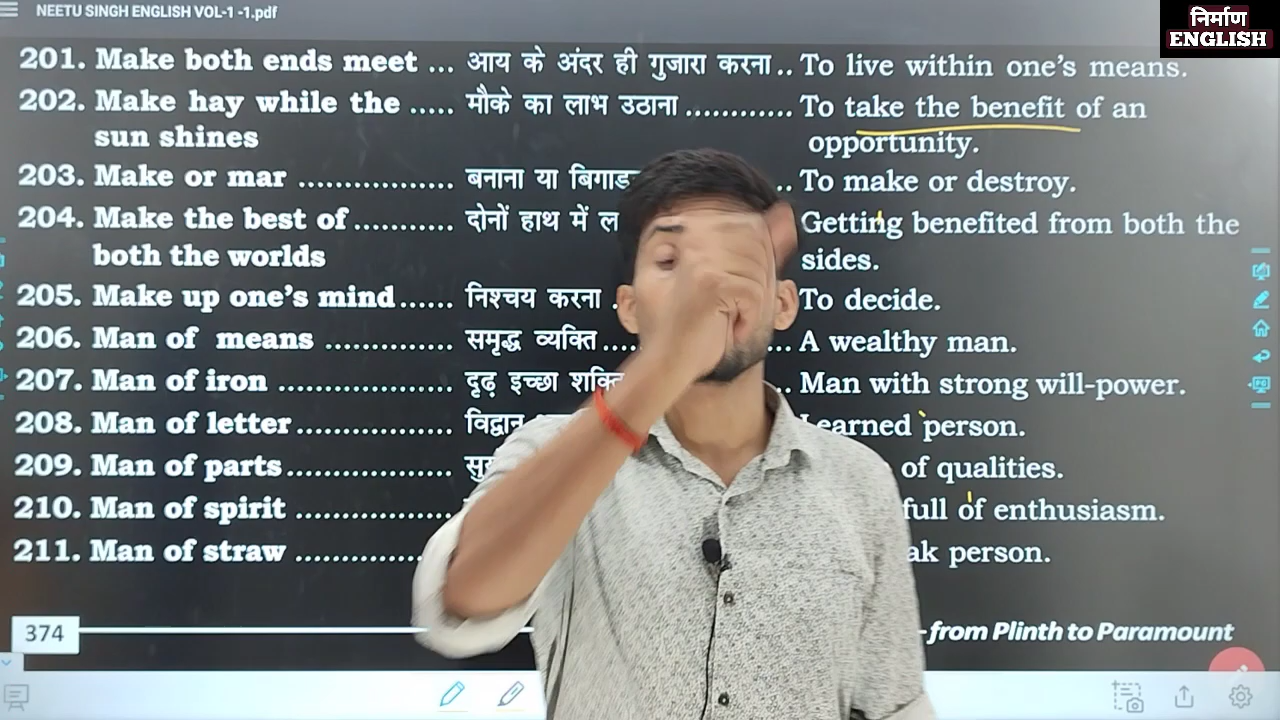 NEETU SINGH ENGLISH VOL-1 -1.pdf
निर्माण
ENGLISH
201. Make both ends meet ... आय के अंदर ही गुजारा करना .. To live within one's means.
202. Make hay while the ..... मौके का लाभ उठाना ............ To take the benefit of an
sun shines opportunity.
203. Make or mar .................. बनाना या .. To make or destroy.
204. Make the best of........... दोनों हाथ में Getting benefited from both the
both the worlds sides.
205. Make up one's mind...... निश्चय करना . To decide.
206. Man of means .............. समृद्ध व्यक्ति .... ... A wealthy man.
207. Man of iron ................... दृढ़ इच्छा .. Man with strong will-power.
208. Man of letter................. विद्वान Learned person.
209. Man of parts.................. of qualities.
210. Man of spirit ................. full of enthusiasm.
211. Man of straw .............. person.
374
-from Plinth to Paramount